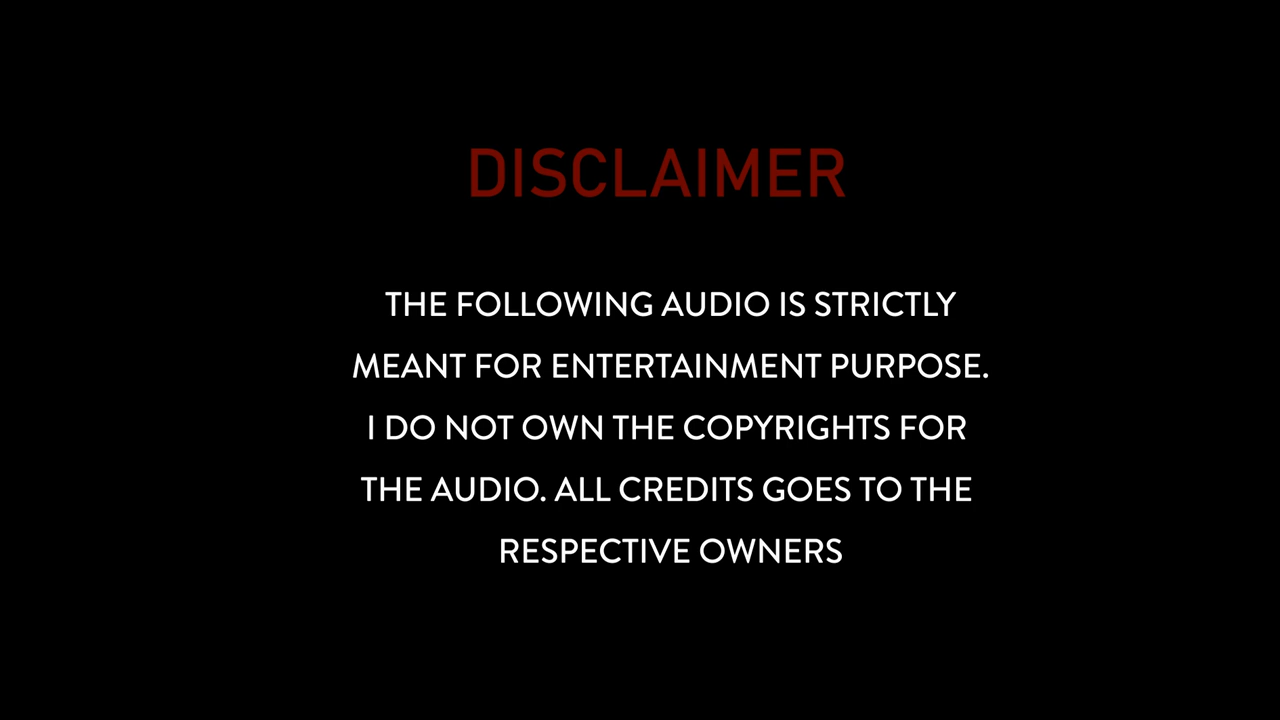 DISCLAIMER
THE FOLLOWING AUDIO IS STRICTLY
MEANT FOR ENTERTAINMENT PURPOSE.
I DO NOT OWN THE COPYRIGHTS FOR
THE AUDIO. ALL CREDITS GOES TO THE
RESPECTIVE OWNERS